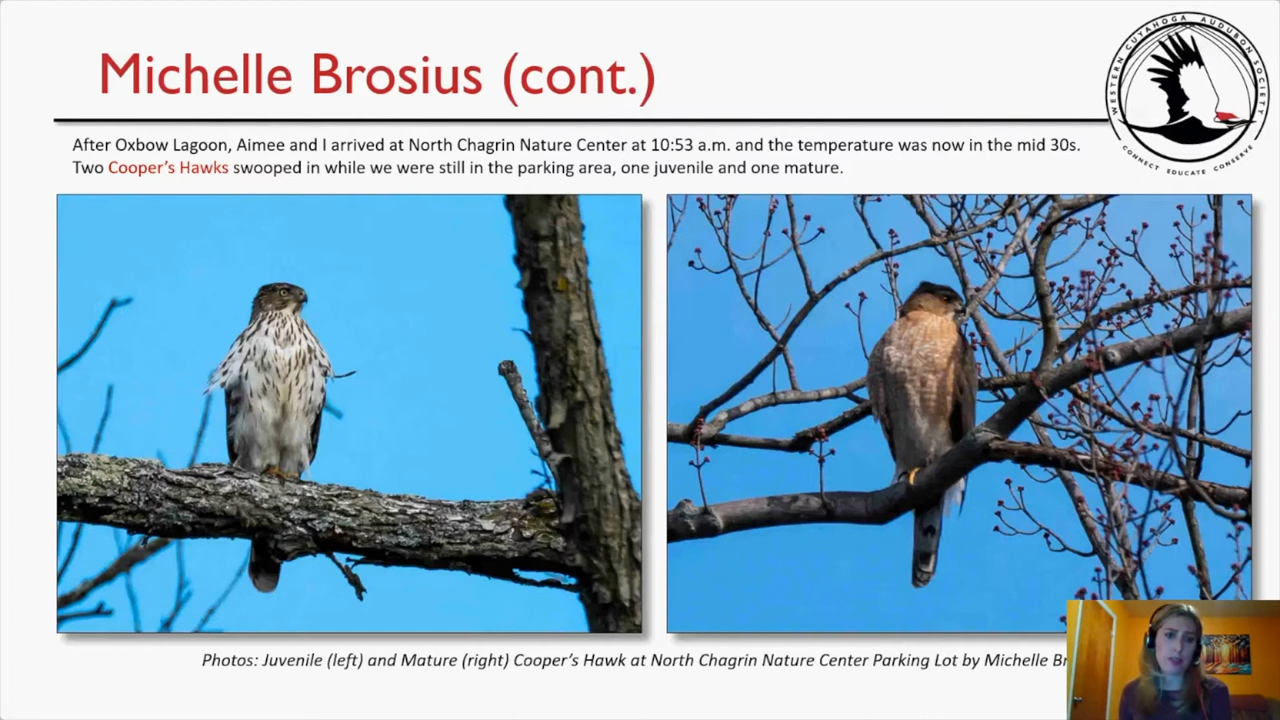 Michelle Brosius (cont.)
WESTERN CUYAHOGA AUDUBON SOCIETY
CONNECT EDUCATE CONSERVE
After Oxbow Lagoon, Aimee and I arrived at North Chagrin Nature Center at 10:53 a.m. and the temperature was now in the mid 30s.
Two Cooper's Hawks swooped in while we were still in the parking area, one juvenile and one mature.
Photos: Juvenile (left) and Mature (right) Cooper's Hawk at North Chagrin Nature Center Parking Lot by Michelle